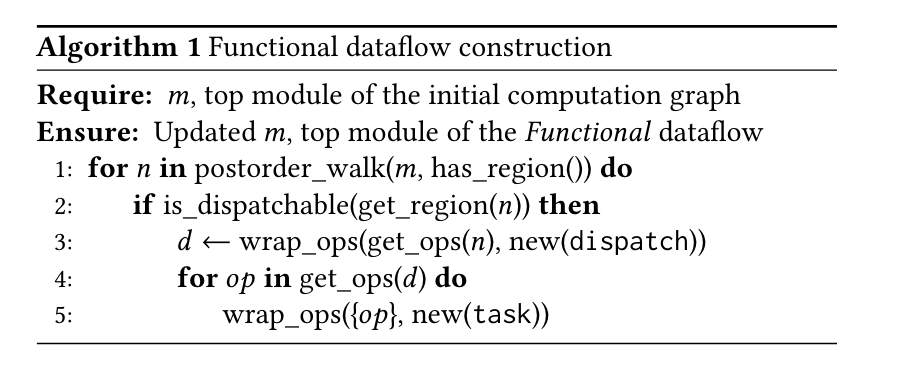 Algorithm 1 Functional dataflow construction
Require: m, top module of the initial computation graph
Ensure: Updated m, top module of the Functional dataflow
1: for n in postorder_walk(m, has_region()) do
2: if is_dispatchable(get_region(n)) then
3: d ← wrap_ops(get_ops(n), new(dispatch))
4: for op in get_ops(d) do
5: wrap_ops({op}, new(task))